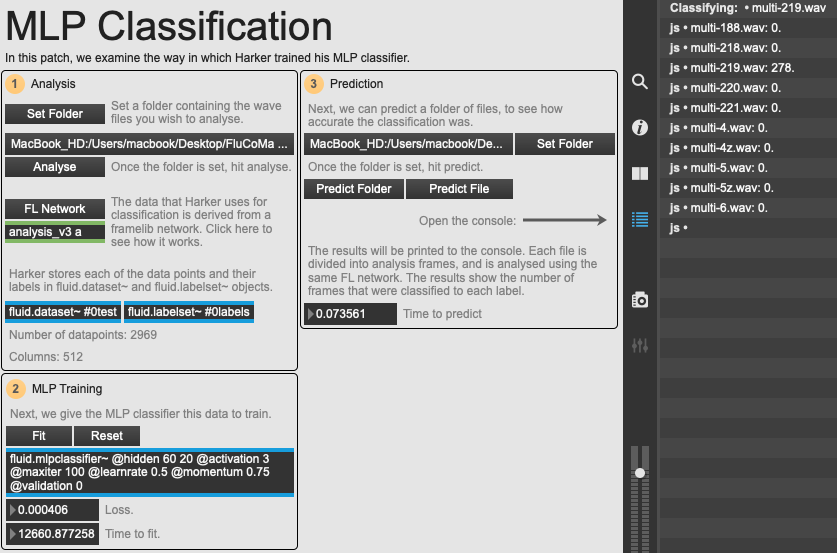 MLP Classification
In this patch, we examine the way in which Harker trained his MLP classifier.
1 Analysis
Set Folder
Set a folder containing the wave
files you wish to analyse.
MacBook_HD:/Users/macbook/Desktop/FluCoMa ...
Analyse
Once the folder is set, hit analyse.
FL Network
analysis_v3 a
The data that Harker uses for
classification is derived from a
framelib network. Click here to
see how it works.
Harker stores each of the data points and their
labels in fluid.dataset~ and fluid.labelset~ objects.
fluid.dataset~ #0test
fluid.labelset~ #0labels
Number of datapoints: 2969
Columns: 512
2 MLP Training
Next, we give the MLP classifier this data to train.
Fit
Reset
fluid.mlpclassifier~ @hidden 60 20 @activation 3
@maxiter 100 @learnrate 0.5 @momentum 0.75
@validation 0
0.000406
Loss.
12660.877258
Time to fit.
3 Prediction
Next, we can predict a folder of files, to see how
accurate the classification was.
MacBook_HD:/Users/macbook/De...
Set Folder
Once the folder is set, hit predict.
Predict Folder
Predict File
Open the console:
The results will be printed to the console. Each file is
divided into analysis frames, and is analysed using the
same FL network. The results show the number of
frames that were classified to each label.
0.073561
Time to predict
Classifying: • multi-219.wav
js • multi-188.wav: 0.
js • multi-218.wav: 0.
js • multi-219.wav: 278.
js • multi-220.wav: 0.
js • multi-221.wav: 0.
js • multi-4.wav: 0.
js • multi-4z.wav: 0.
js • multi-5.wav: 0.
js • multi-5z.wav: 0.
js • multi-6.wav: 0.
js •